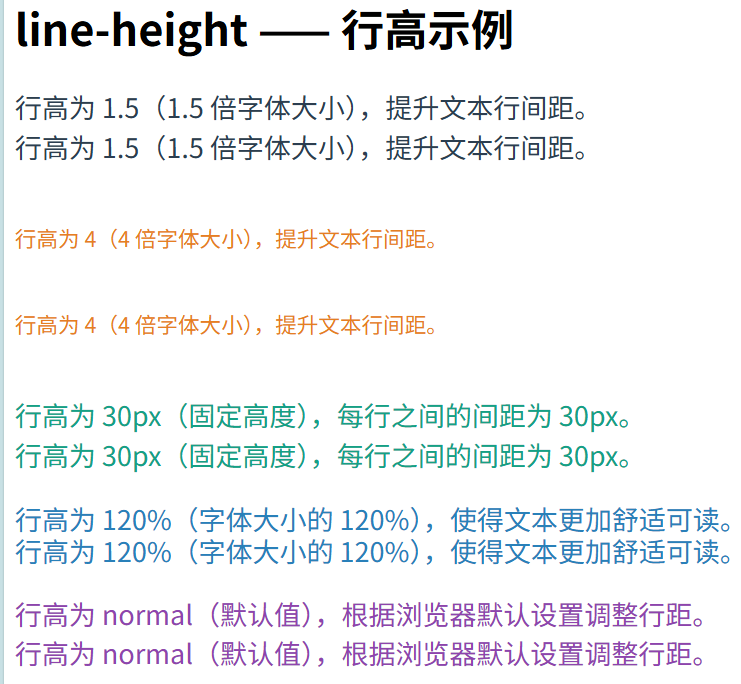 line-height —— 行高示例
行高为 1.5（1.5 倍字体大小），提升文本行间距。
行高为 1.5（1.5 倍字体大小），提升文本行间距。
行高为 4（4 倍字体大小），提升文本行间距。
行高为 4（4 倍字体大小），提升文本行间距。
行高为 30px（固定高度），每行之间的间距为 30px。
行高为 30px（固定高度），每行之间的间距为 30px。
行高为 120%（字体大小的 120%），使得文本更加舒适可读。
行高为 120%（字体大小的 120%），使得文本更加舒适可读。
行高为 normal（默认值），根据浏览器默认设置调整行距。
行高为 normal（默认值），根据浏览器默认设置调整行距。